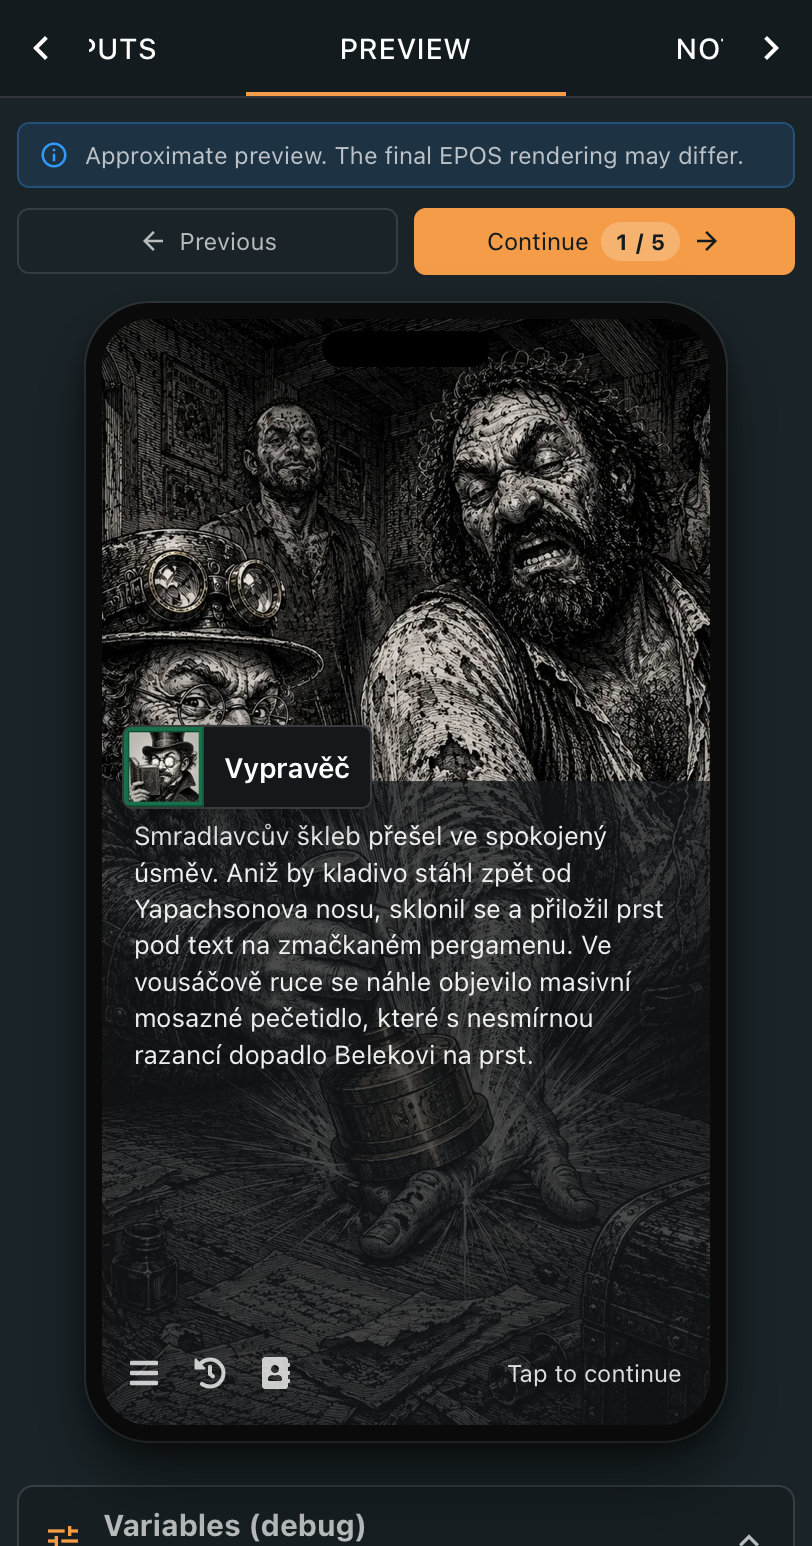 PUTS
PREVIEW
NO
Approximate preview. The final EPOS rendering may differ.
Previous
Continue 1 / 5
Vypravěč
Smradlavcův škleb přešel ve spokojený
úsměv. Aniž by kladivo stáhl zpět od
Yapachsonova nosu, sklonil se a přiložil prst
pod text na zmačkaném pergamenu. Ve
vousáčově ruce se náhle objevilo masivní
mosazné pečetidlo, které s nesmírnou
razancí dopadlo Belekovi na prst.
Tap to continue
Variables (debug)